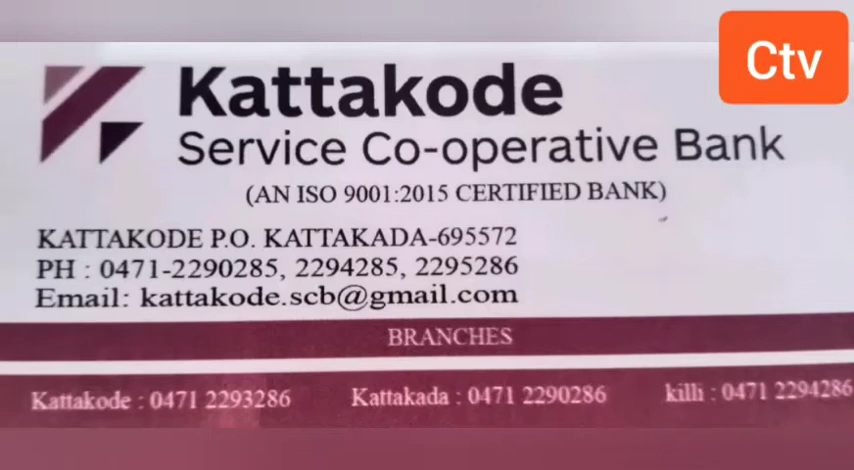 Ctv
Kattakode
Service Co-operative Bank
(AN ISO 9001:2015 CERTIFIED BANK)
KATTAKODE P.O. KATTAKADA-695572
PH : 0471-2290285, 2294285, 2295286
Email: kattakode.scb@gmail.com
BRANCHES
Kattakode : 0471 2293286 Kattakada : 0471 2290286 killi : 0471 2294286